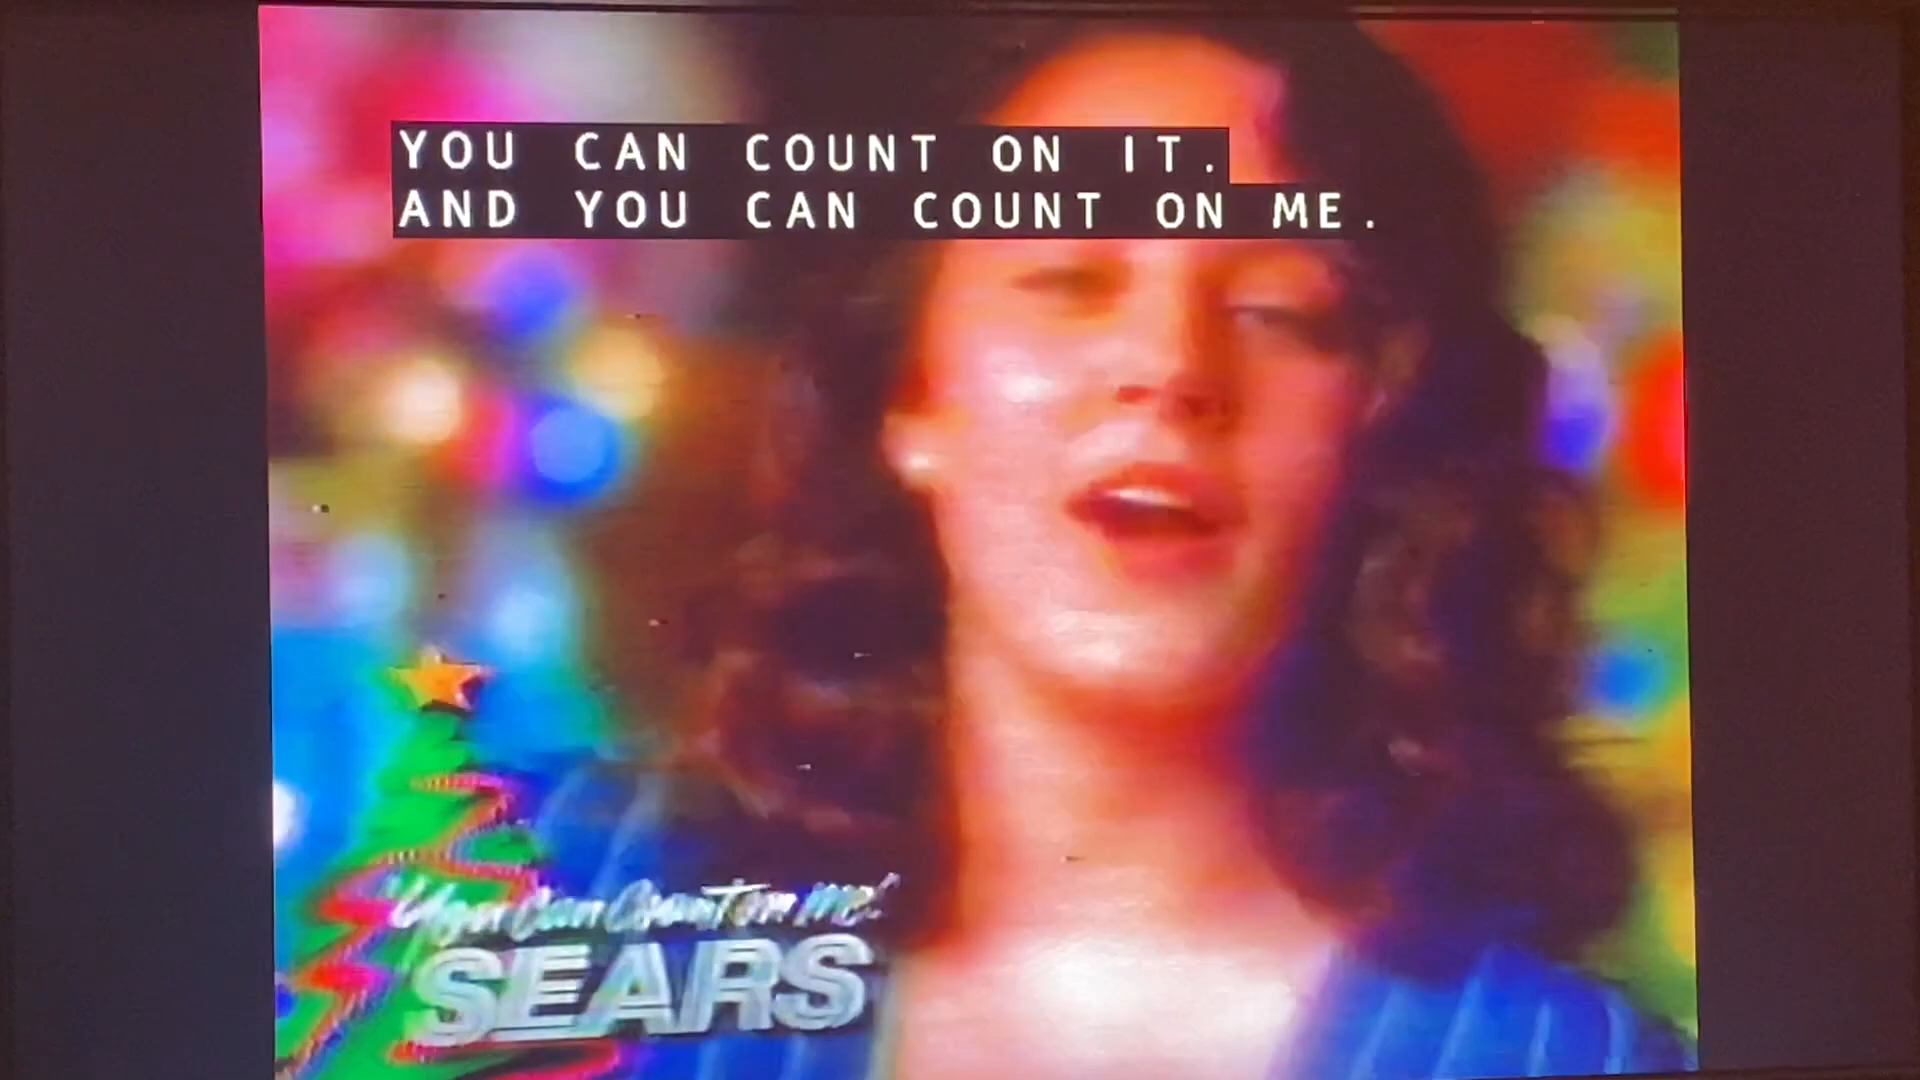 YOU CAN COUNT ON IT.
AND YOU CAN COUNT ON ME.
"You Can Count on me!"
SEARS